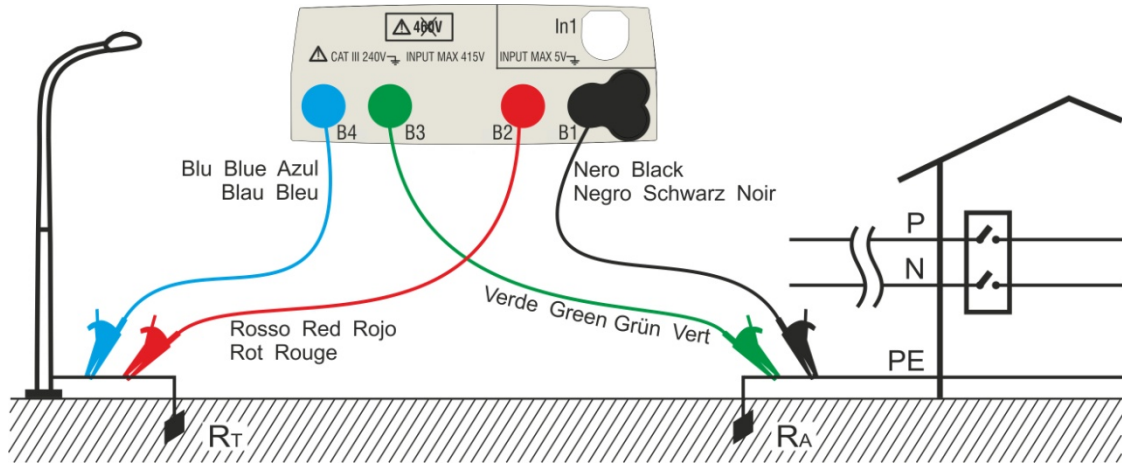 460V
In1
CAT III 240V INPUT MAX 415V
INPUT MAX 5V
B4
B3
B2
B1
Blu Blue Azul
Blau Bleu
Nero Black
Negro Schwarz Noir
P
N
Verde Green Grün Vert
Rosso Red Rojo
Rot Rouge
PE
RT
RA